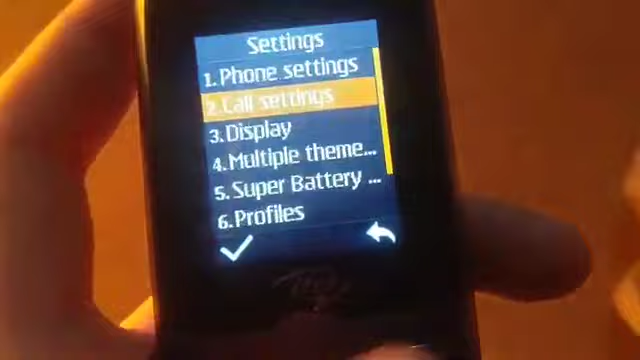 Settings
1.Phone settings
2.Call settings
3.Display
4.Multiple theme...
5.Super Battery ...
6.Profiles